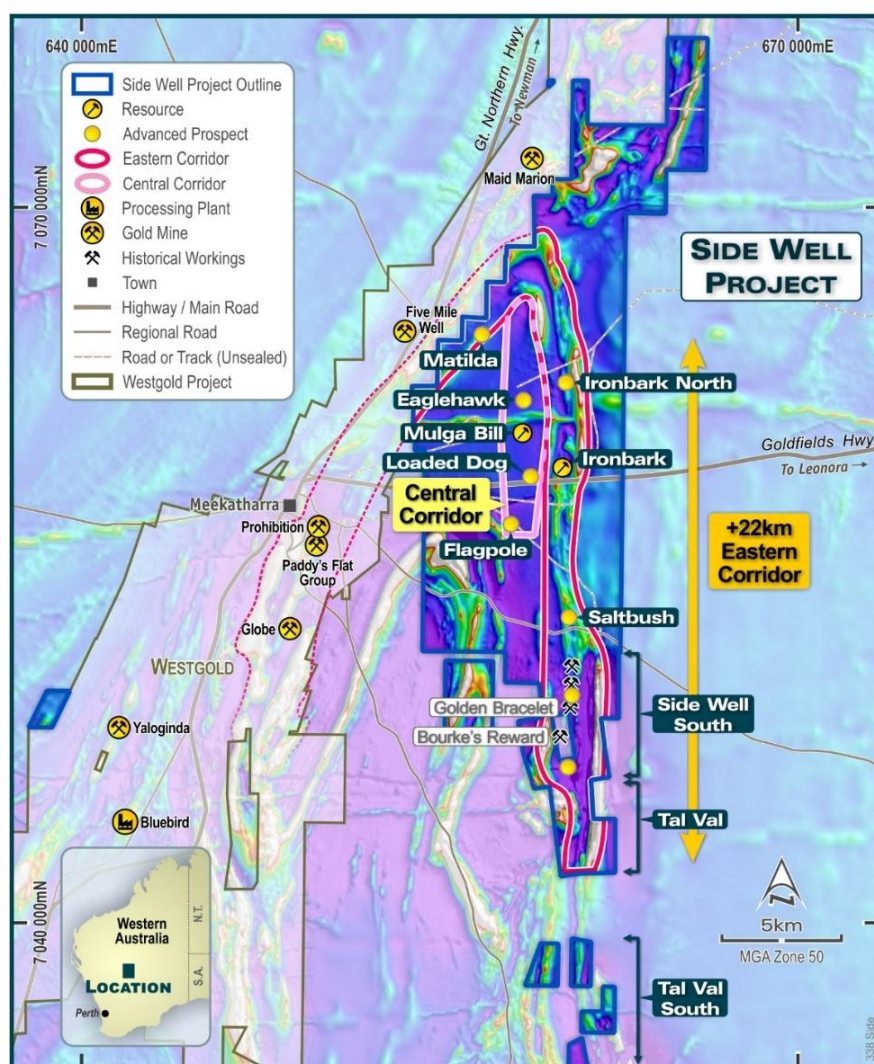 640 000mE
670 000mE
7 070 000mN
7 040 000mN
Side Well Project Outline
Resource
Advanced Prospect
Eastern Corridor
Central Corridor
Processing Plant
Gold Mine
Historical Workings
Town
Highway / Main Road
Regional Road
Road or Track (Unsealed)
Westgold Project
Gt. Northern Hwy.
To Newman →
Maid Marion
SIDE WELL
PROJECT
Five Mile
Well
Matilda
Ironbark North
Eaglehawk
Mulga Bill
Goldfields Hwy
To Leonora →
Loaded Dog
Ironbark
Meekatharra
Central
Corridor
Prohibition
Flagpole
+22km
Eastern
Corridor
Paddy's Flat
Group
Globe
Saltbush
WESTGOLD
Golden Bracelet
Side Well
South
Bourke's Reward
Yaloginda
Bluebird
Tal Val
Western
Australia
N.T.
S.A.
LOCATION
Perth
5km
MGA Zone 50
Tal Val
South
338 Side